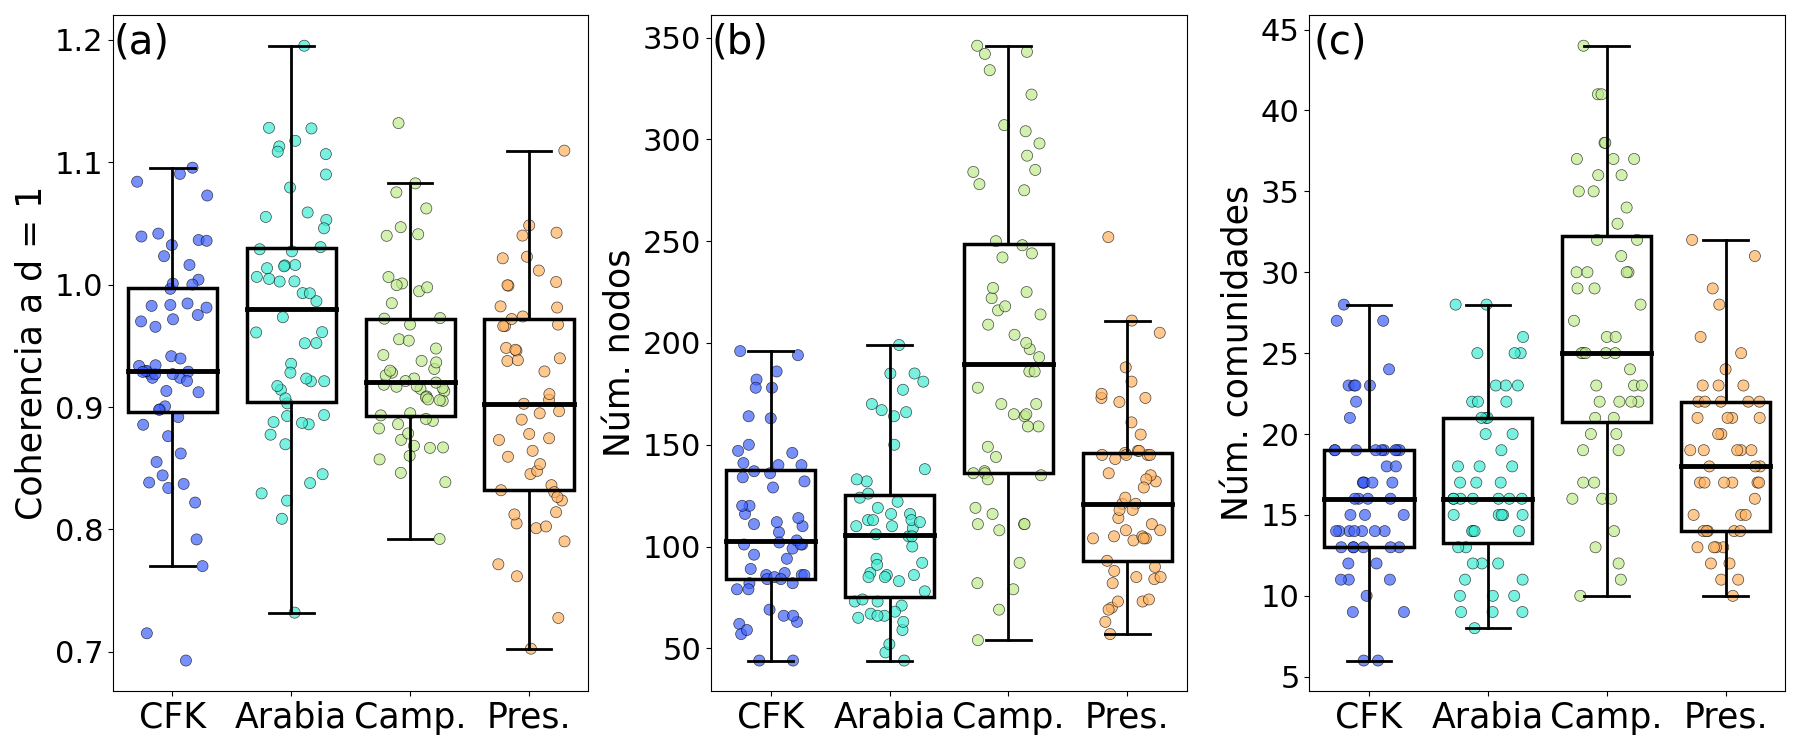 (a)
Coherencia a d = 1
1.2
1.1
1.0
0.9
0.8
0.7
CFK Arabia Camp. Pres.
(b)
Núm. nodos
350
300
250
200
150
100
50
CFK Arabia Camp. Pres.
(c)
Núm. comunidades
45
40
35
30
25
20
15
10
5
CFK Arabia Camp. Pres.